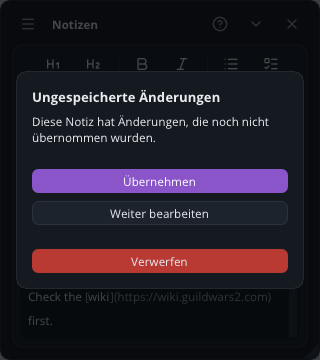 Notizen
H1 H2 B I
Ungespeicherte Änderungen
Diese Notiz hat Änderungen, die noch nicht
übernommen wurden.
Übernehmen
Weiter bearbeiten
Verwerfen
Check the [wiki](https://wiki.guildwars2.com)
first.